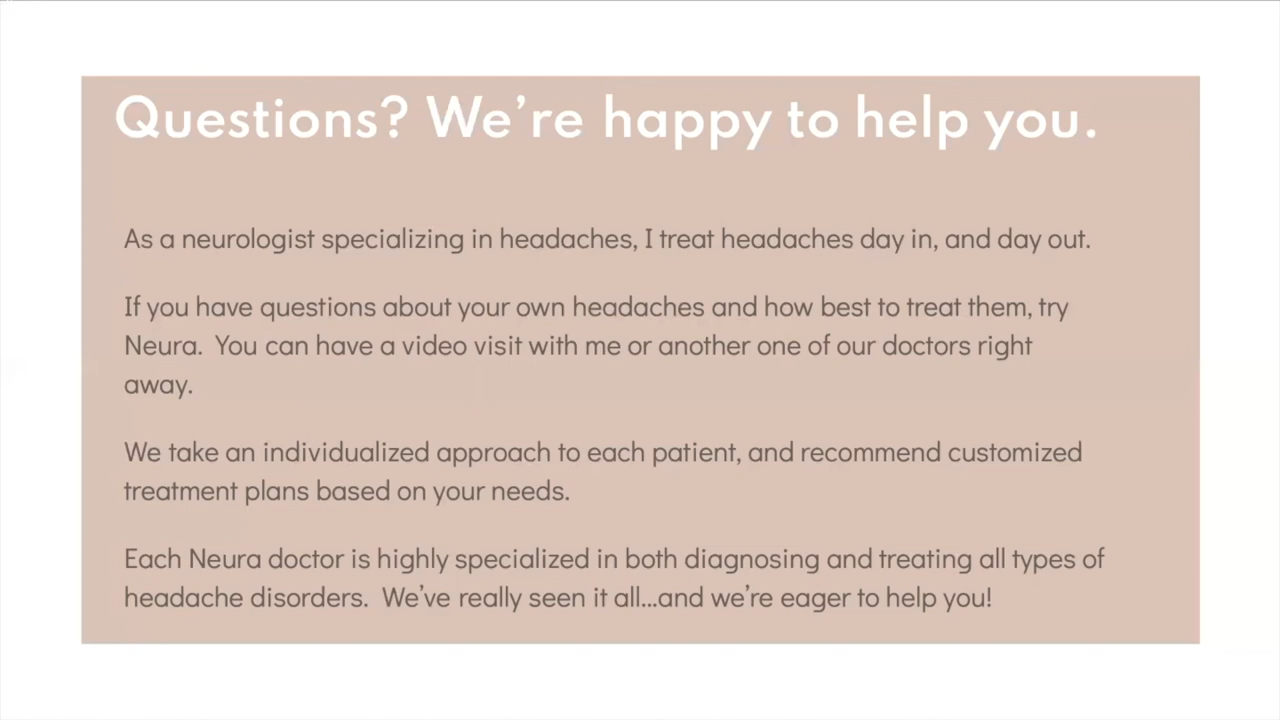 Questions? We’re happy to help you.
As a neurologist specializing in headaches, I treat headaches day in, and day out.
If you have questions about your own headaches and how best to treat them, try
Neura.  You can have a video visit with me or another one of our doctors right
away.
We take an individualized approach to each patient, and recommend customized
treatment plans based on your needs.
Each Neura doctor is highly specialized in both diagnosing and treating all types of
headache disorders.  We’ve really seen it all...and we’re eager to help you!